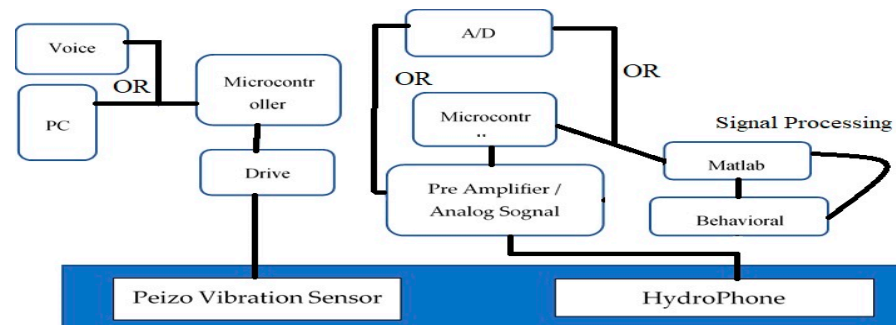 Voice
OR
PC
Microcontr
oller
Drive
A/D
OR
OR
Microcontr
..
Pre Amplifier /
Analog Sognal
Signal Processing
Matlab
Behavioral
Peizo Vibration Sensor
HydroPhone